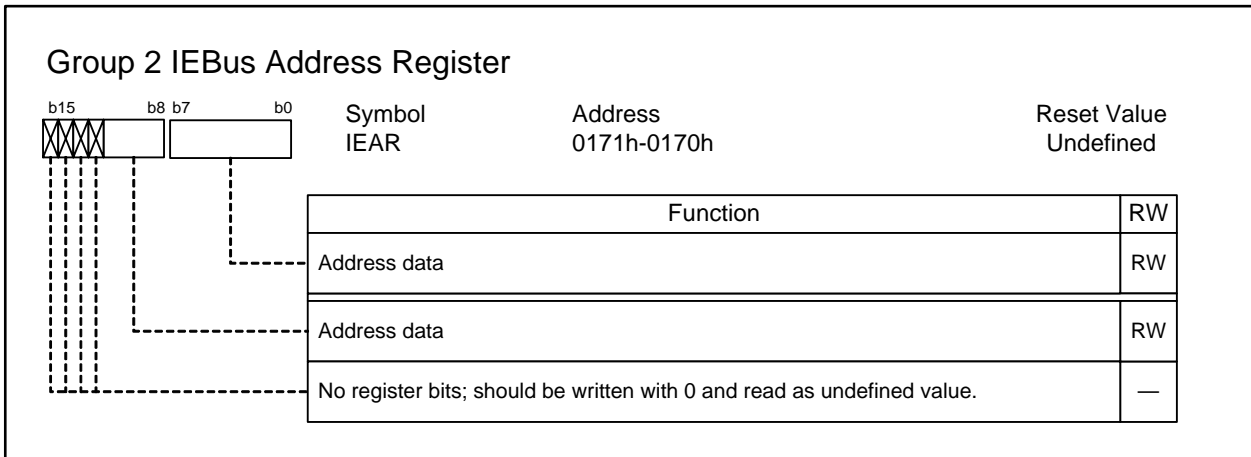 Group 2 IEBus Address Register
b15 b8 b7 b0 Symbol Address Reset Value
IEAR 0171h-0170h Undefined
Function RW
Address data RW
Address data RW
No register bits; should be written with 0 and read as undefined value. —